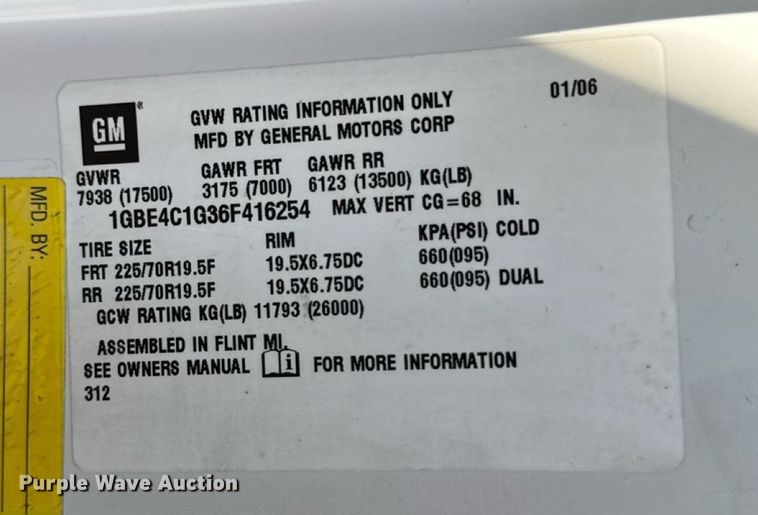 GM ®
GVW RATING INFORMATION ONLY 01/06
MFD BY GENERAL MOTORS CORP
GVWR GAWR FRT GAWR RR
7938 (17500) 3175 (7000) 6123 (13500) KG(LB)
1GBE4C1G36F416254 MAX VERT CG=68 IN.
TIRE SIZE RIM KPA(PSI) COLD
FRT 225/70R19.5F 19.5X6.75DC 660(095)
RR 225/70R19.5F 19.5X6.75DC 660(095) DUAL
GCW RATING KG(LB) 11793 (26000)
ASSEMBLED IN FLINT MI.
SEE OWNERS MANUAL i FOR MORE INFORMATION
312
MFD. BY:
Purple Wave Auction